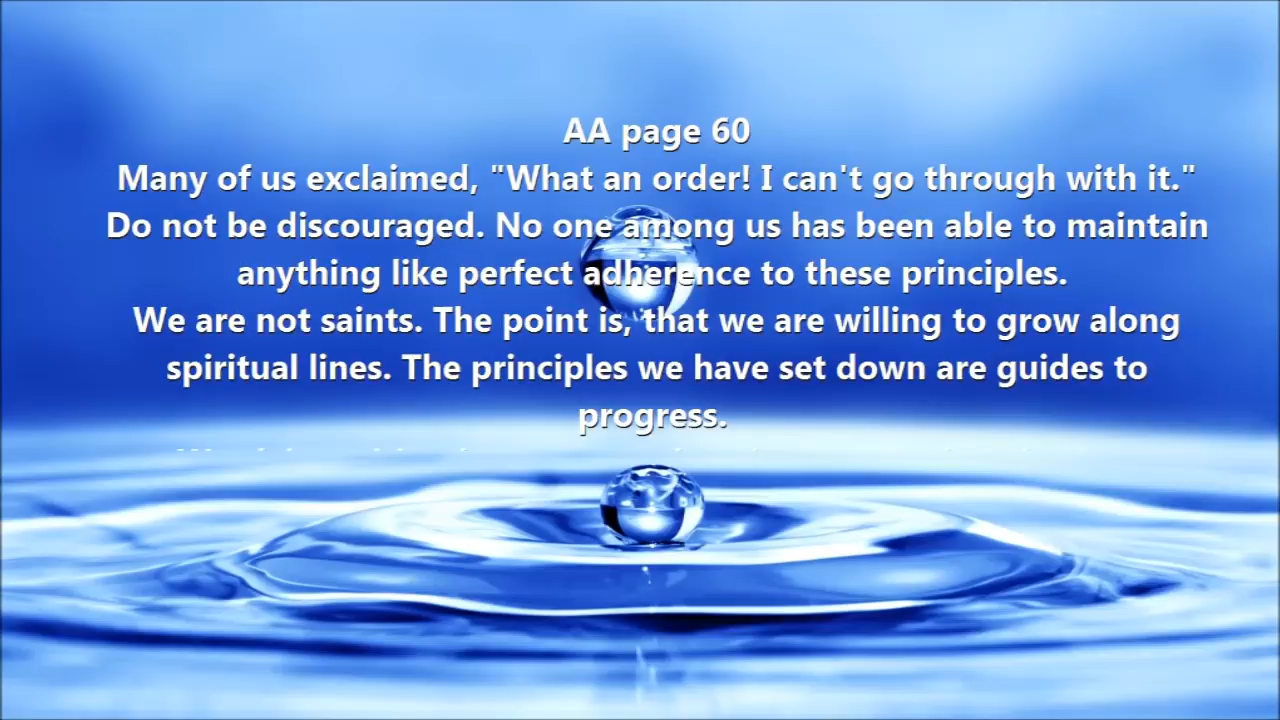 AA page 60
Many of us exclaimed, "What an order! I can't go through with it."
Do not be discouraged. No one among us has been able to maintain
anything like perfect adherence to these principles.
We are not saints. The point is, that we are willing to grow along
spiritual lines. The principles we have set down are guides to
progress.